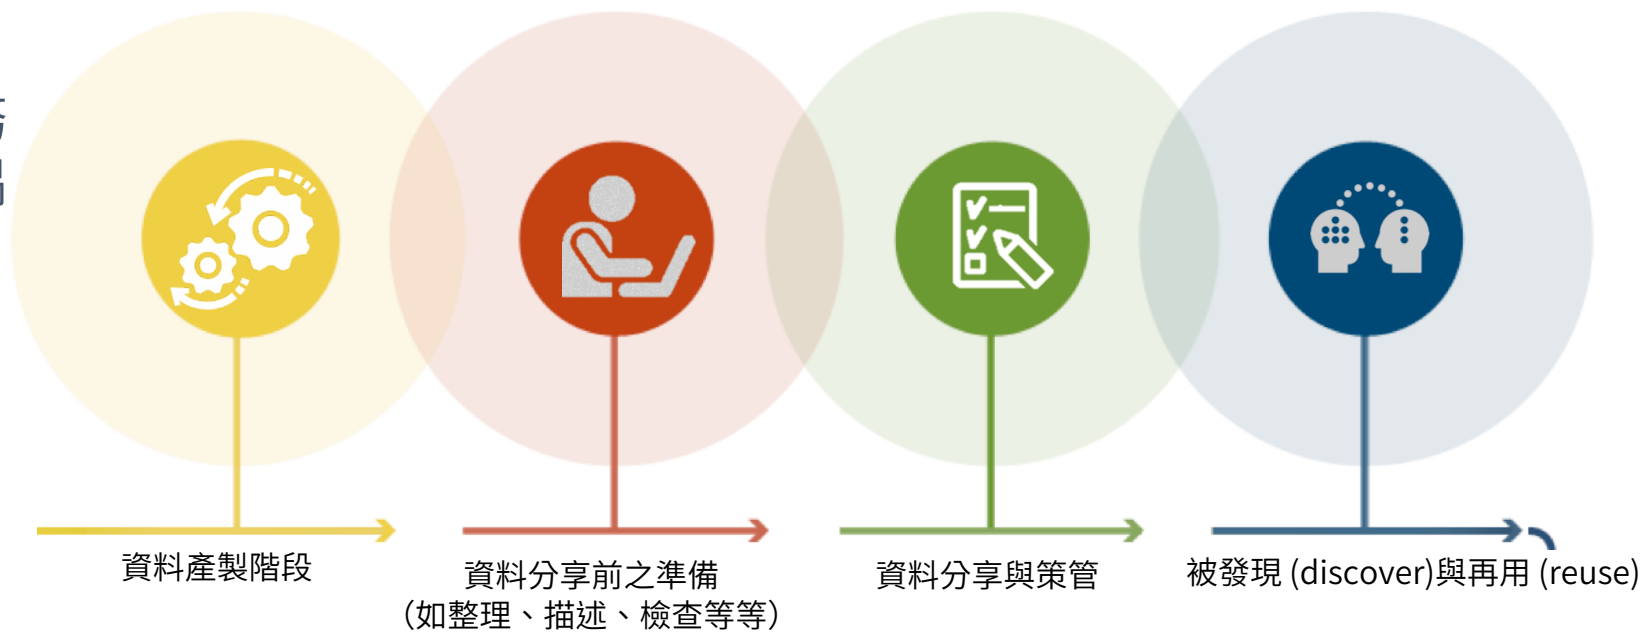 資料產製階段
資料分享前之準備
（如整理、描述、檢查等等）
資料分享與策管
被發現 (discover)與再用 (reuse)